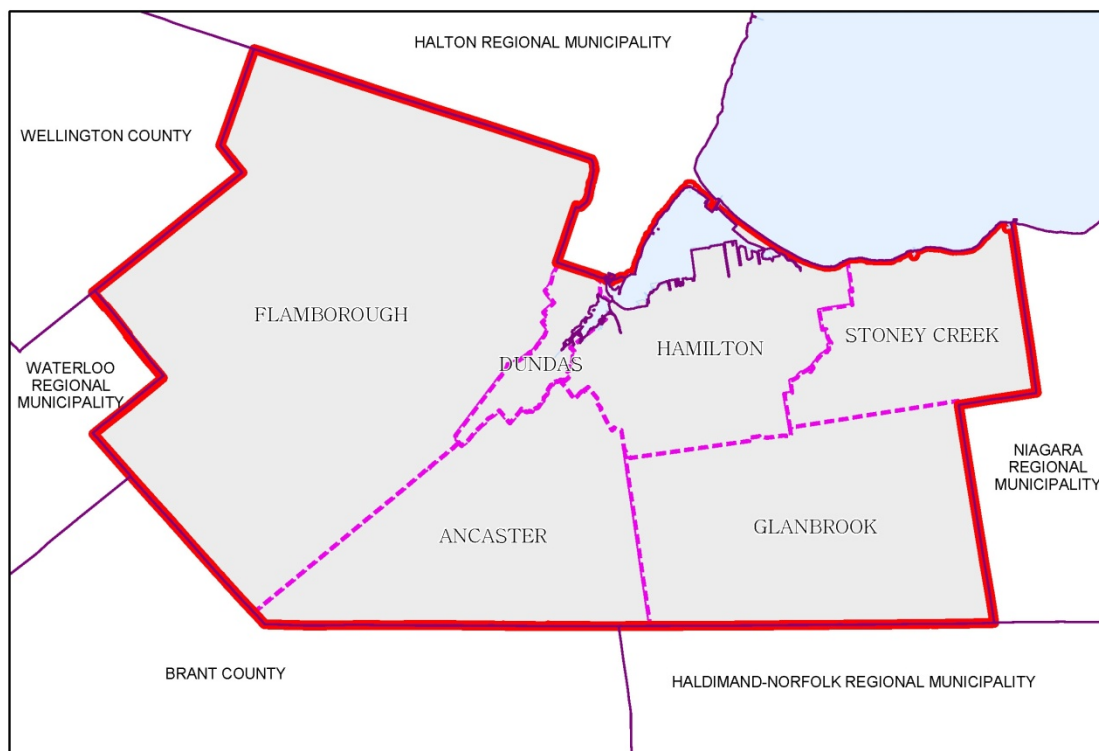 HALTON REGIONAL MUNICIPALITY
WELLINGTON COUNTY
FLAMBOROUGH
STONEY CREEK
HAMILTON
DUNDAS
WATERLOO
REGIONAL
MUNICIPALITY
NIAGARA
REGIONAL
MUNICIPALITY
GLANBROOK
ANCASTER
BRANT COUNTY
HALDIMAND-NORFOLK REGIONAL MUNICIPALITY